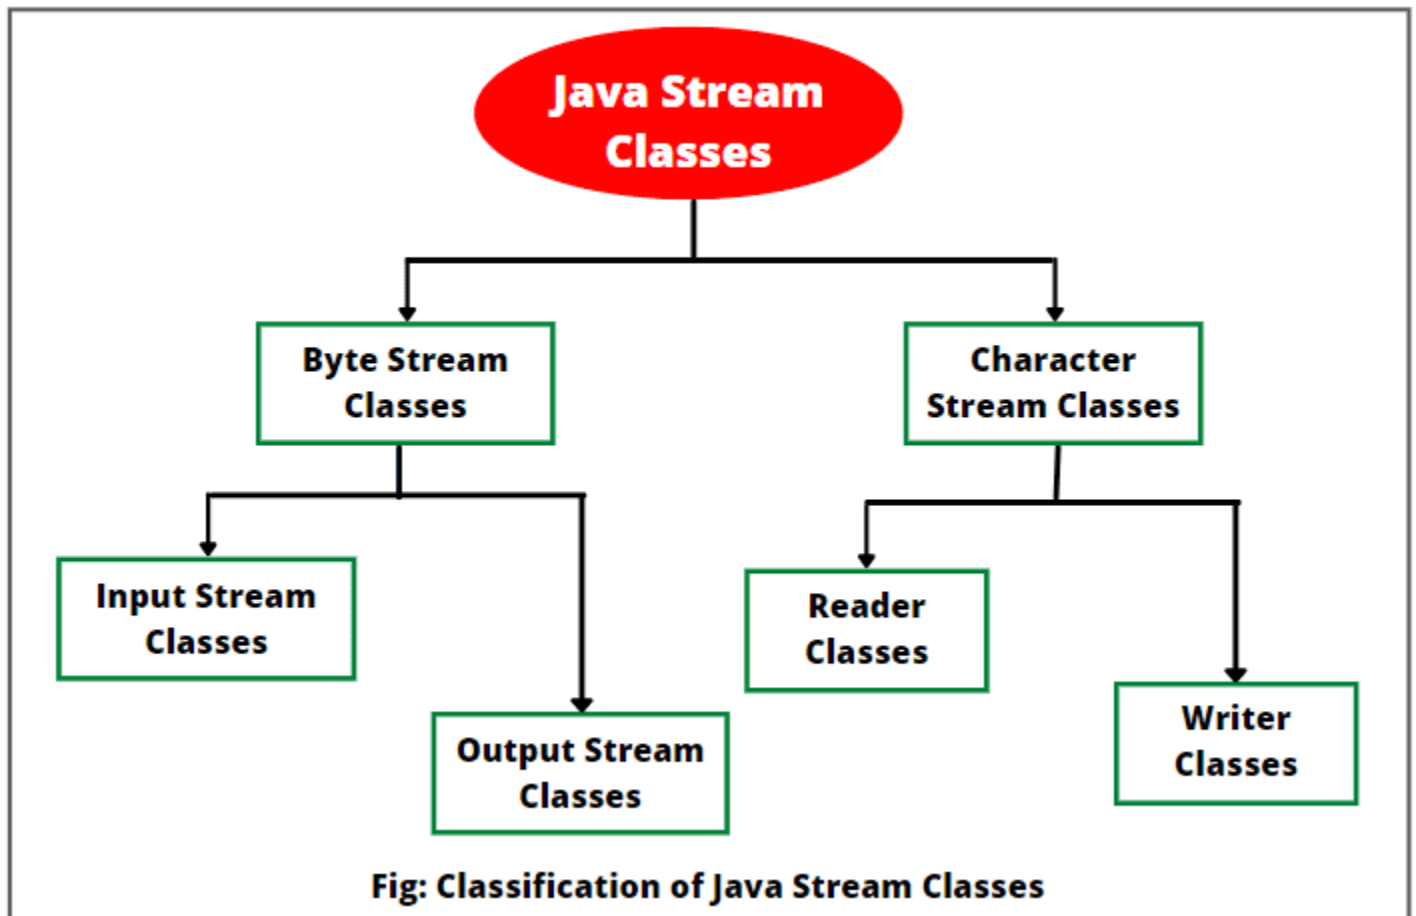 Java Stream
Classes
Byte Stream
Classes
Character
Stream Classes
Input Stream
Classes
Output Stream
Classes
Reader
Classes
Writer
Classes
Fig: Classification of Java Stream Classes